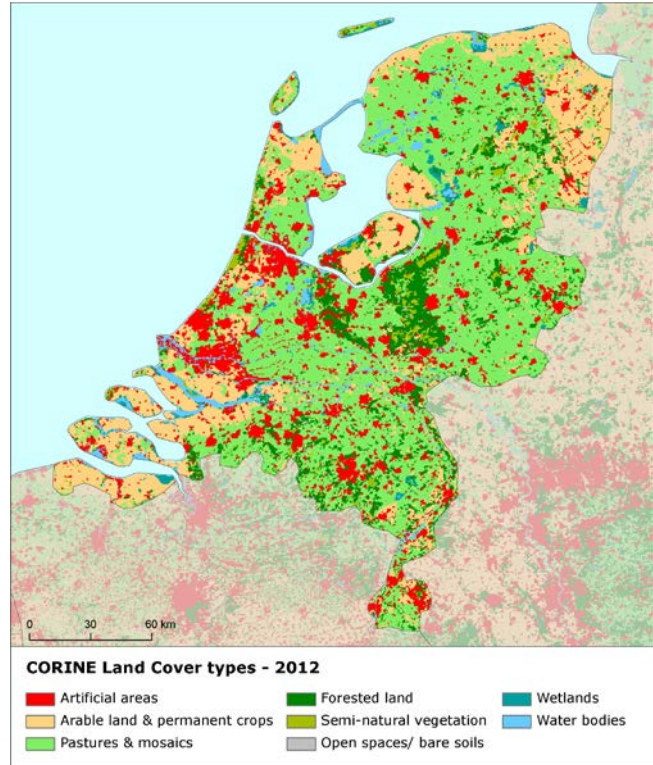 0 30 60 km
CORINE Land Cover types - 2012
Artificial areas
Arable land & permanent crops
Pastures & mosaics
Forested land
Semi-natural vegetation
Open spaces/ bare soils
Wetlands
Water bodies